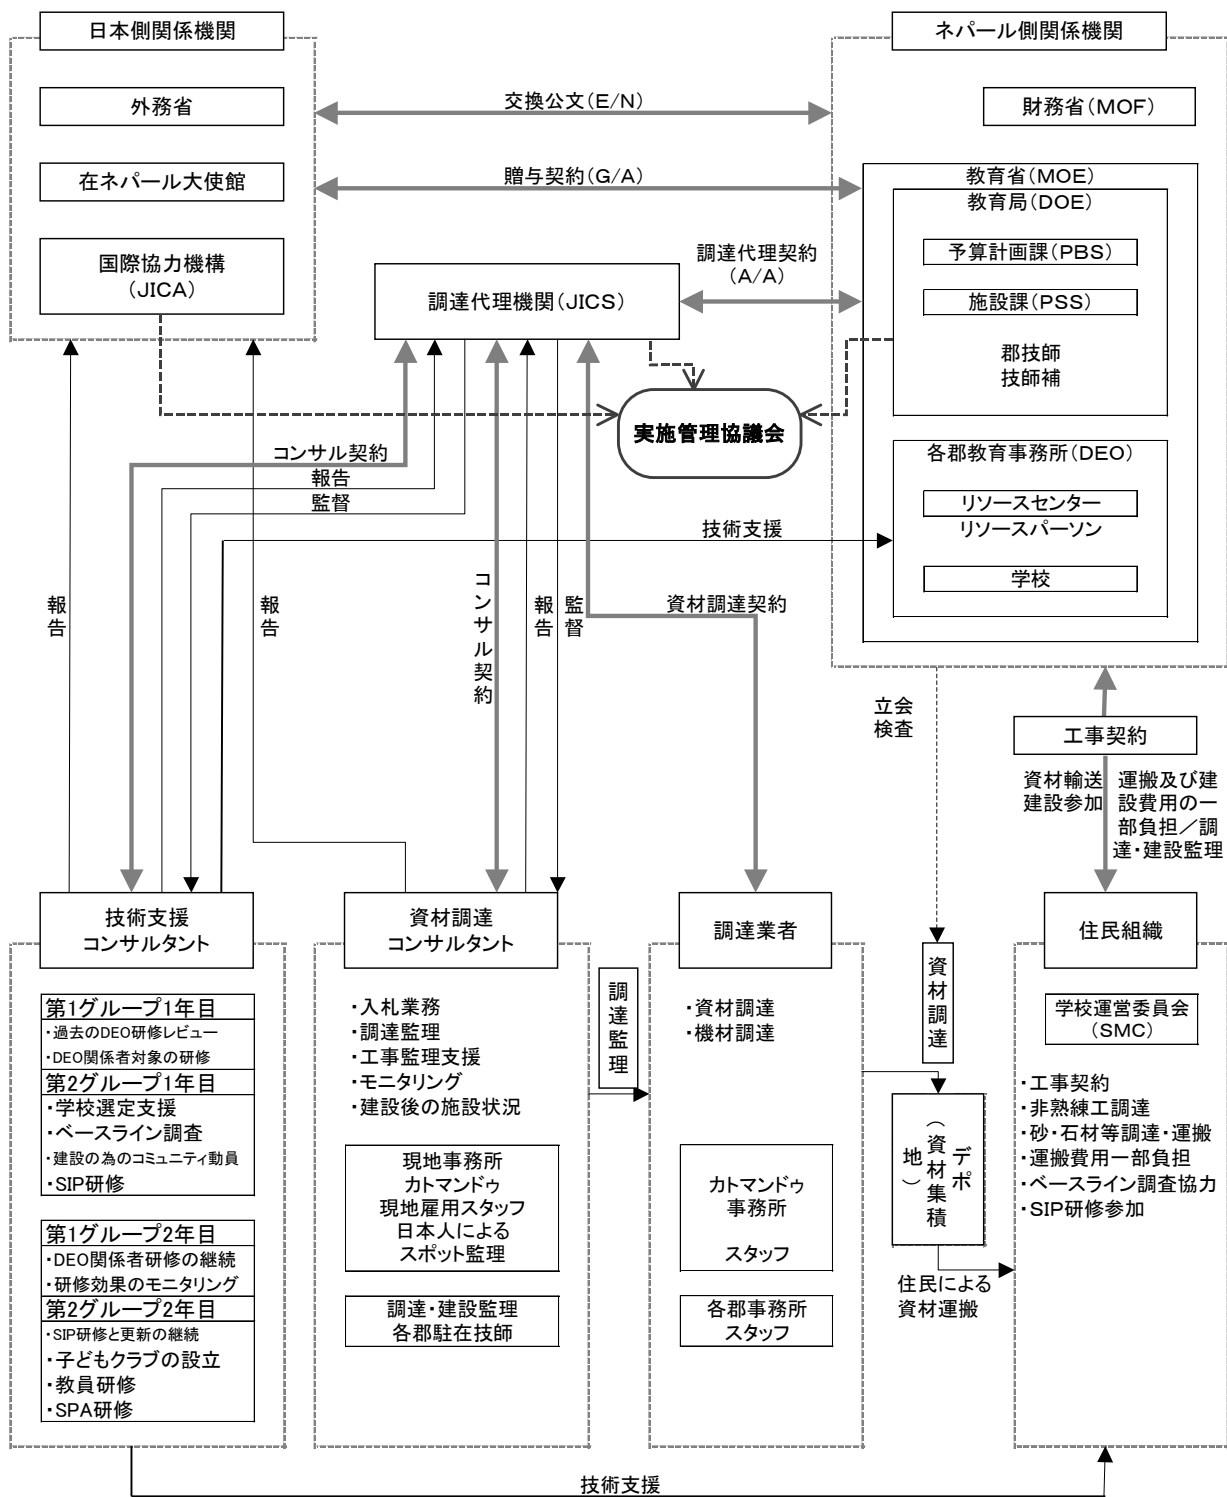 日本側関係機関
ネパール側関係機関
外務省
交換公文(E/N)
財務省(MOF)
在ネパール大使館
贈与契約(G/A)
教育省(MOE)
教育局(DOE)
国際協力機構
(JICA)
調達代理機関(JICS)
調達代理契約
(A/A)
予算計画課(PBS)
施設課(PSS)
郡技師
技師補
実施管理協議会
コンサル契約
報告
監督
各郡教育事務所(DEO)
リソースセンター
リソースパーソン
学校
技術支援
報告
報告
コンサル契約
報告
監督
資材調達契約
立会
検査
工事契約
資材輸送
建設参加
運搬及び建
設費用の一
部負担/調
達・建設監理
技術支援
コンサルタント
資材調達
コンサルタント
調達業者
住民組織
資材調達
調達監理
第1グループ1年目
・過去のDEO研修レビュー
・DEO関係者対象の研修
第2グループ1年目
・学校選定支援
・ベースライン調査
・建設の為のコミュニティ動員
・SIP研修
第1グループ2年目
・DEO関係者研修の継続
・研修効果のモニタリング
第2グループ2年目
・SIP研修と更新の継続
・子どもクラブの設立
・教員研修
・SPA研修
・入札業務
・調達監理
・工事監理支援
・モニタリング
・建設後の施設状況
現地事務所
カトマンドゥ
現地雇用スタッフ
日本人による
スポット監理
調達・建設監理
各郡駐在技師
・資材調達
・機材調達
カトマンドゥ
事務所
スタッフ
各郡事務所
スタッフ
デポ
(資材集積
地)
住民による
資材運搬
学校運営委員会
(SMC)
・工事契約
・非熟練工調達
・砂・石材等調達・運搬
・運搬費用一部負担
・ベースライン調査協力
・SIP研修参加
技術支援